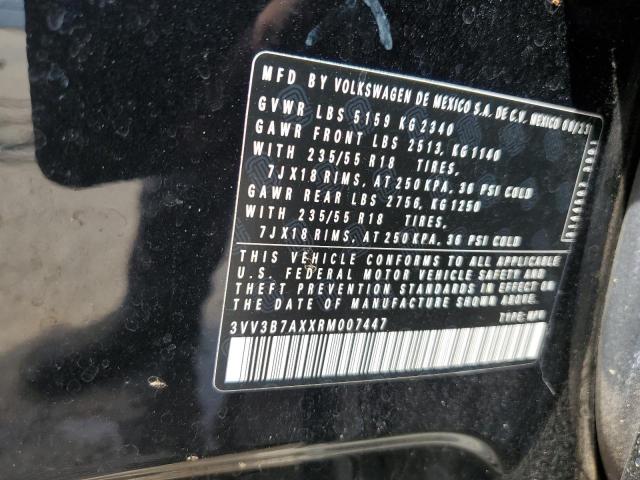 MFD BY VOLKSWAGEN DE MEXICO S.A. DE C.V. MEXICO 08/23
GVWR LBS 5159 KG 2340
GAWR FRONT LBS 2513, KG 1140
WITH 235/55 R18 TIRES,
7JX18 RIMS, AT 250 KPA, 36 PSI COLD
GAWR REAR LBS 2756, KG 1250
WITH 235/55 R18 TIRES,
7JX18 RIMS, AT 250 KPA, 36 PSI COLD
THIS VEHICLE CONFORMS TO ALL APPLICABLE
U.S. FEDERAL MOTOR VEHICLE SAFETY AND
THEFT PREVENTION STANDARDS IN EFFECT ON
THE DATE OF MANUFACTURE SHOWN ABOVE.
3VV3B7AXXRM007447 TYPE: MPV